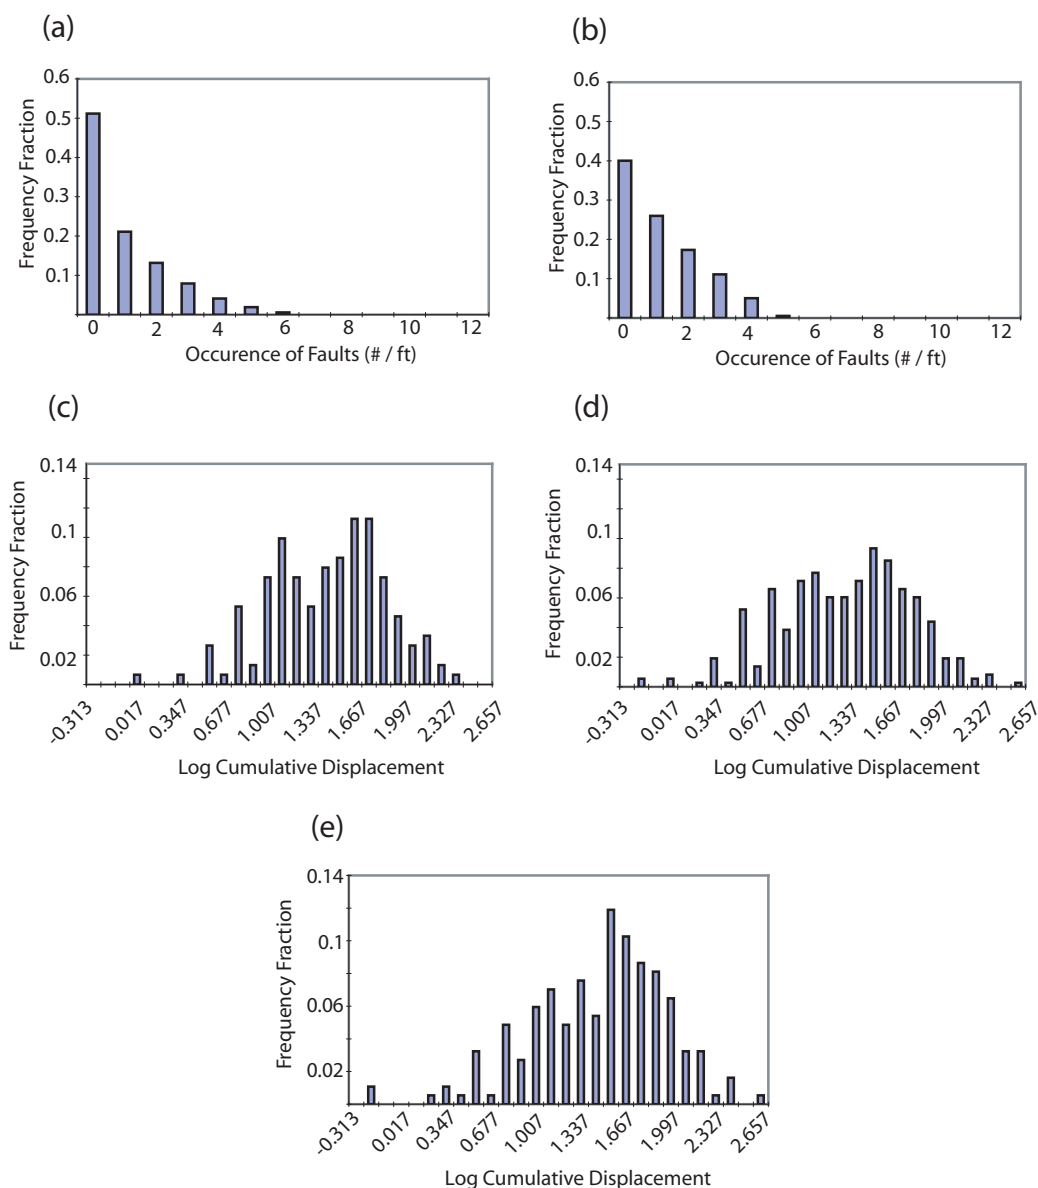 (a)
0.6
0.5
0.4
0.3
0.2
0.1
Frequency Fraction
0 2 4 6 8 10 12
Occurence of Faults (# / ft)
(b)
0.6
0.5
0.4
0.3
0.2
0.1
Frequency Fraction
0 2 4 6 8 10 12
Occurence of Faults (# / ft)
(c)
0.14
0.1
0.06
0.02
Frequency Fraction
-0.313 0.017 0.347 0.677 1.007 1.337 1.667 1.997 2.327 2.657
Log Cumulative Displacement
(d)
0.14
0.1
0.06
0.02
Frequency Fraction
-0.313 0.017 0.347 0.677 1.007 1.337 1.667 1.997 2.327 2.657
Log Cumulative Displacement
(e)
0.14
0.1
0.06
0.02
Frequency Fraction
-0.313 0.017 0.347 0.677 1.007 1.337 1.667 1.997 2.327 2.657
Log Cumulative Displacement